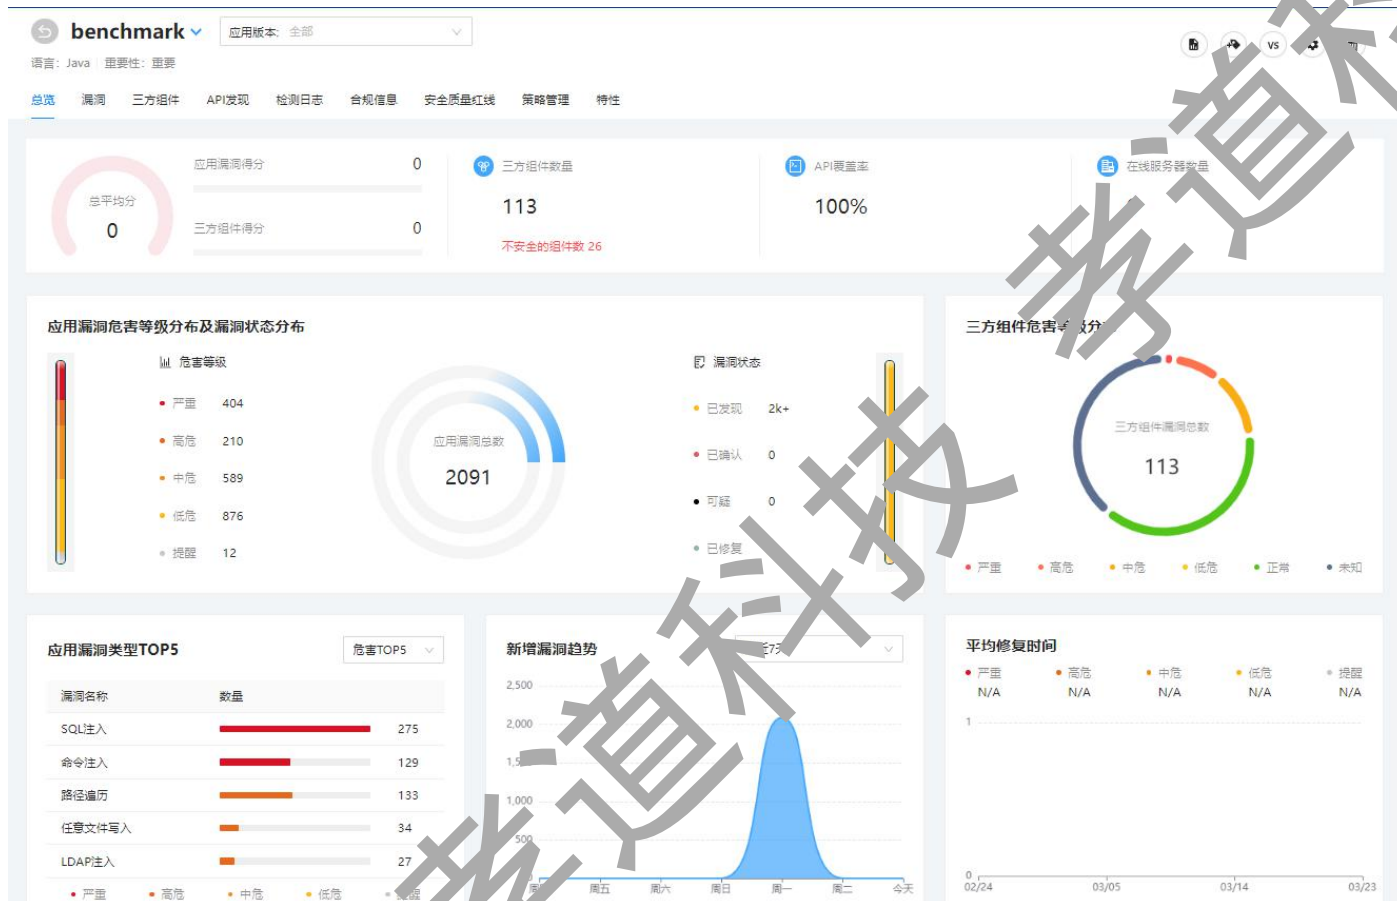 benchmark 应用版本: 全部
语言: Java 重要性: 重要
VS
总览 漏洞 三方组件 API发现 检测日志 合规信息 安全质量红线 策略管理 特性
总平均分
0
应用漏洞得分 0
三方组件得分 0
三方组件数量
113
不安全的组件数 26
API覆盖率
100%
在线服务器数量
应用漏洞危害等级分布及漏洞状态分布
危害等级
严重 404
高危 210
中危 589
低危 876
提醒 12
应用漏洞总数
2091
漏洞状态
已发现 2k+
已确认 0
可疑 0
已修复
三方组件危害等级分
三方组件漏洞总数
113
严重 高危 中危 低危 正常 未知
应用漏洞类型TOP5 危害TOP5
漏洞名称 数量
SQL注入 275
命令注入 129
路径遍历 133
任意文件写入 34
LDAP注入 27
严重 高危 中危 低危 提醒
新增漏洞趋势 近7天
2,500
2,000
1,5
1,000
500
周五 周六 周日 周一 周二 今天
平均修复时间
严重 高危 中危 低危 提醒
N/A N/A N/A N/A N/A
1
0
02/24 03/05 03/14 03/23
孝道科技
孝道科技